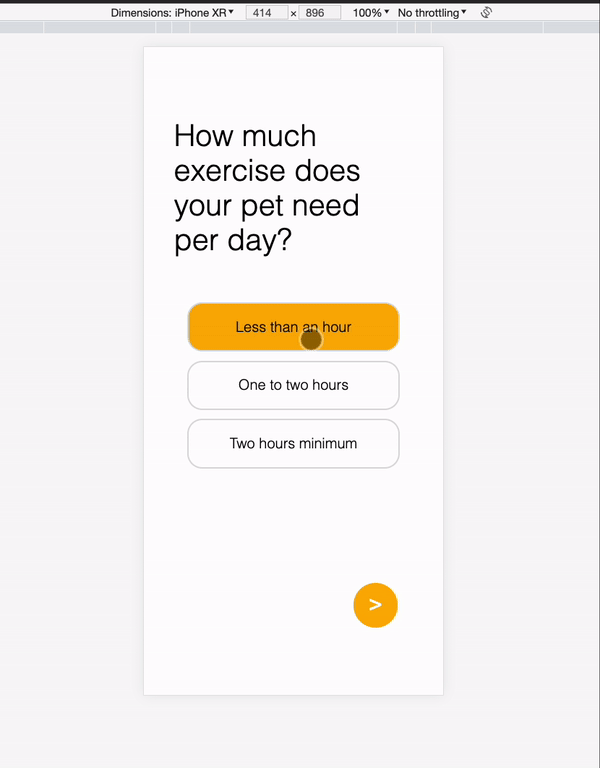 Dimensions: iPhone XR ▾ 414 × 896 100% ▾ No throttling ▾
How much
exercise does
your pet need
per day?
Less than an hour
One to two hours
Two hours minimum
>